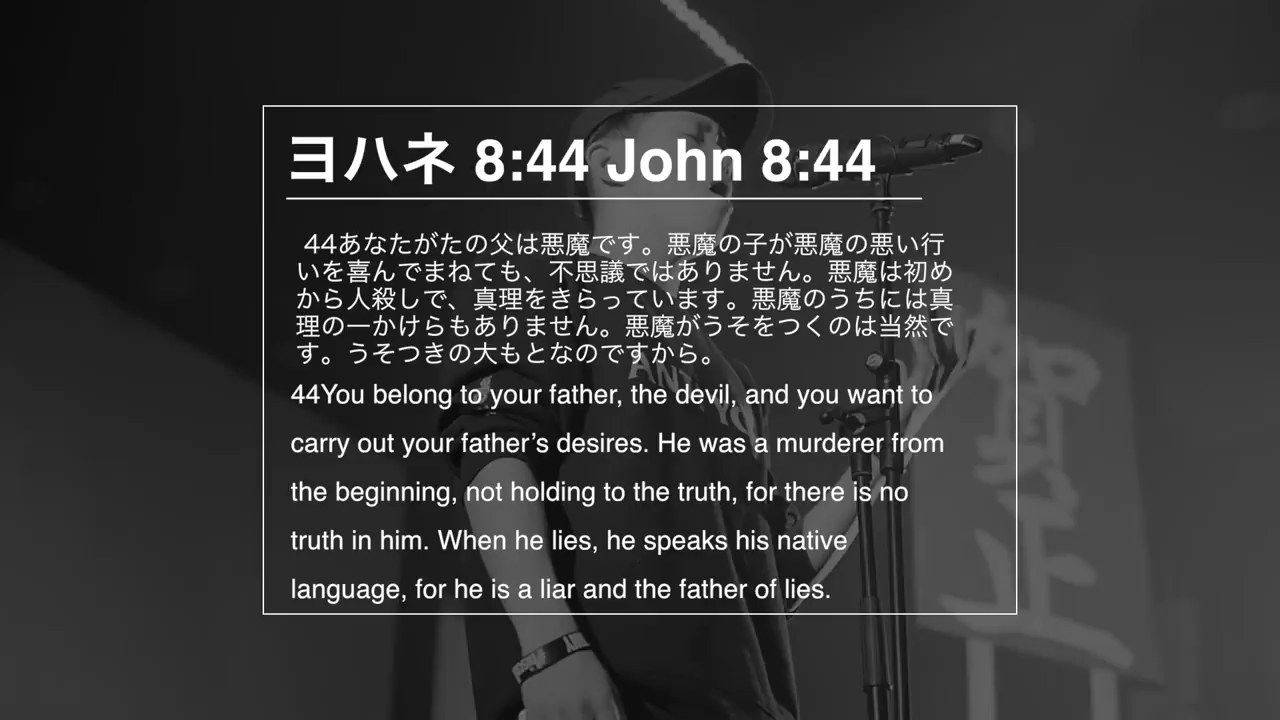 ヨハネ 8:44 John 8:44
44あなたがたの父は悪魔です。悪魔の子が悪魔の悪い行
いを喜んでまねても、不思議ではありません。悪魔は初め
から人殺しで、真理をきらっています。悪魔のうちには真
理の一かけらもありません。悪魔がうそをつくのは当然で
す。うそつきの大もとなのですから。
44You belong to your father, the devil, and you want to
carry out your father’s desires. He was a murderer from
the beginning, not holding to the truth, for there is no
truth in him. When he lies, he speaks his native
language, for he is a liar and the father of lies.